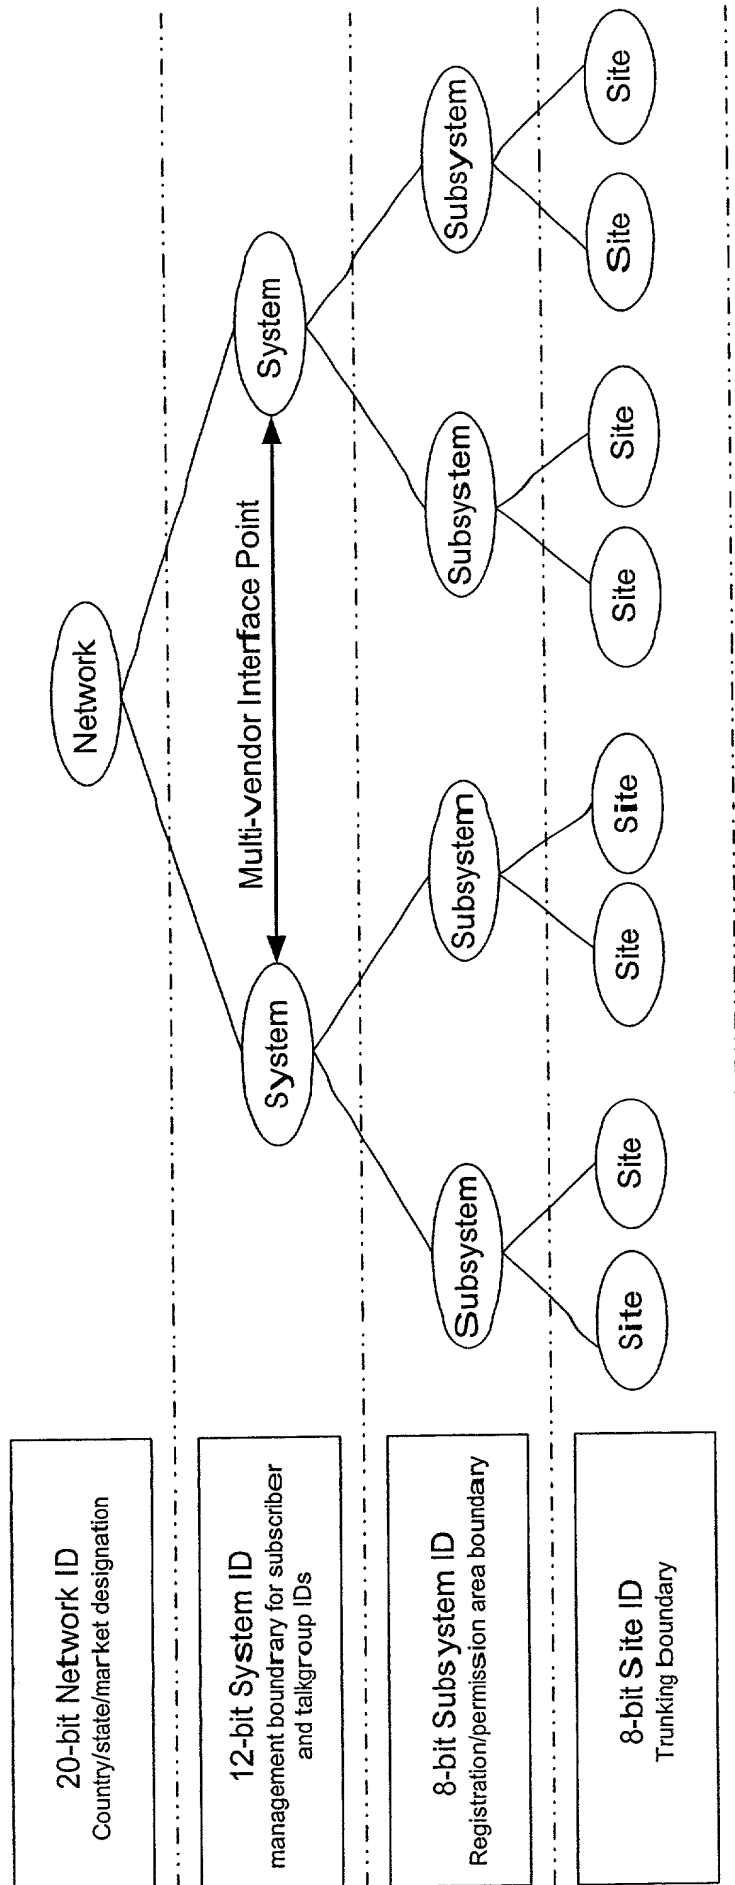 20-bit Network ID
Country/state/market designation
Network
12-bit System ID
management boundrary for subscriber
and talkgroup IDs
System
Multi-vendor Interface Point
System
8-bit Subsystem ID
Registration/permission area boundary
Subsystem
Subsystem
Subsystem
Subsystem
8-bit Site ID
Trunking boundary
Site
Site
Site
Site
Site
Site
Site
Site